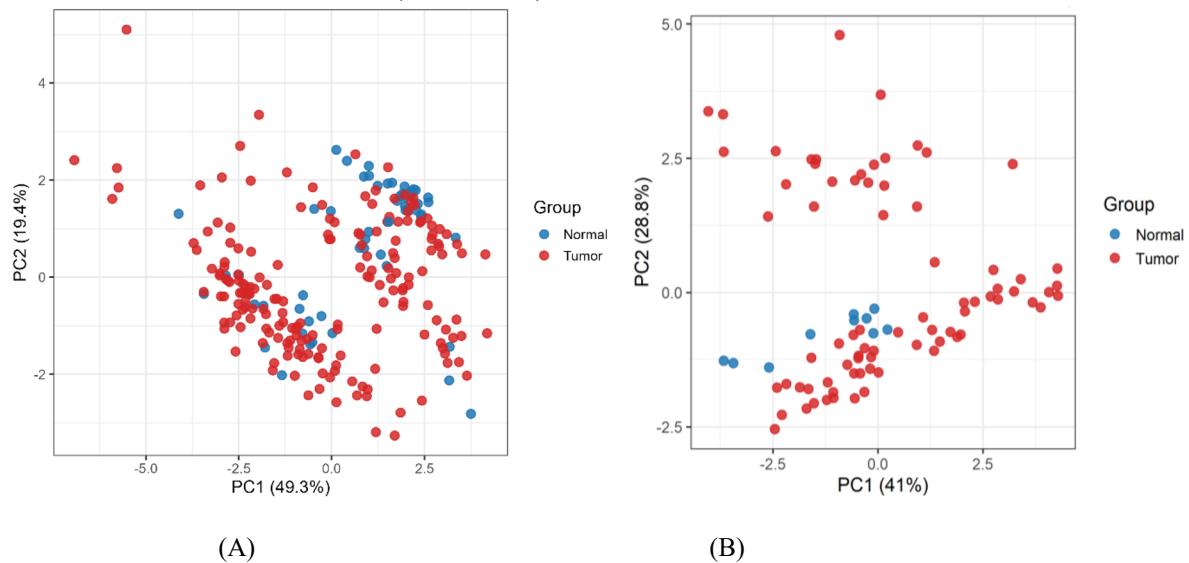 4
2
0
-2
-5.0
-2.5
0.0
2.5
PC2 (19.4%)
PC1 (49.3%)
Group
Normal
Tumor
(A)
5.0
2.5
0.0
-2.5
-2.5
0.0
2.5
PC2 (28.8%)
PC1 (41%)
Group
Normal
Tumor
(B)